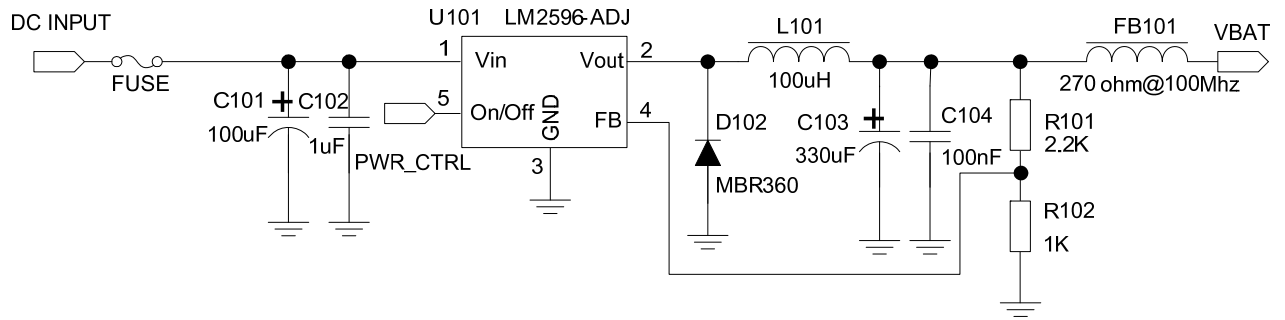 DC INPUT
FUSE
C101
100uF
+
C102
1uF
PWR_CTRL
U101 LM2596-ADJ
1
5
Vin
On/Off
GND
Vout
FB
3
2
4
D102
MBR360
L101
100uH
C103
330uF
+
C104
100nF
R101
2.2K
R102
1K
FB101
270 ohm@100Mhz
VBAT